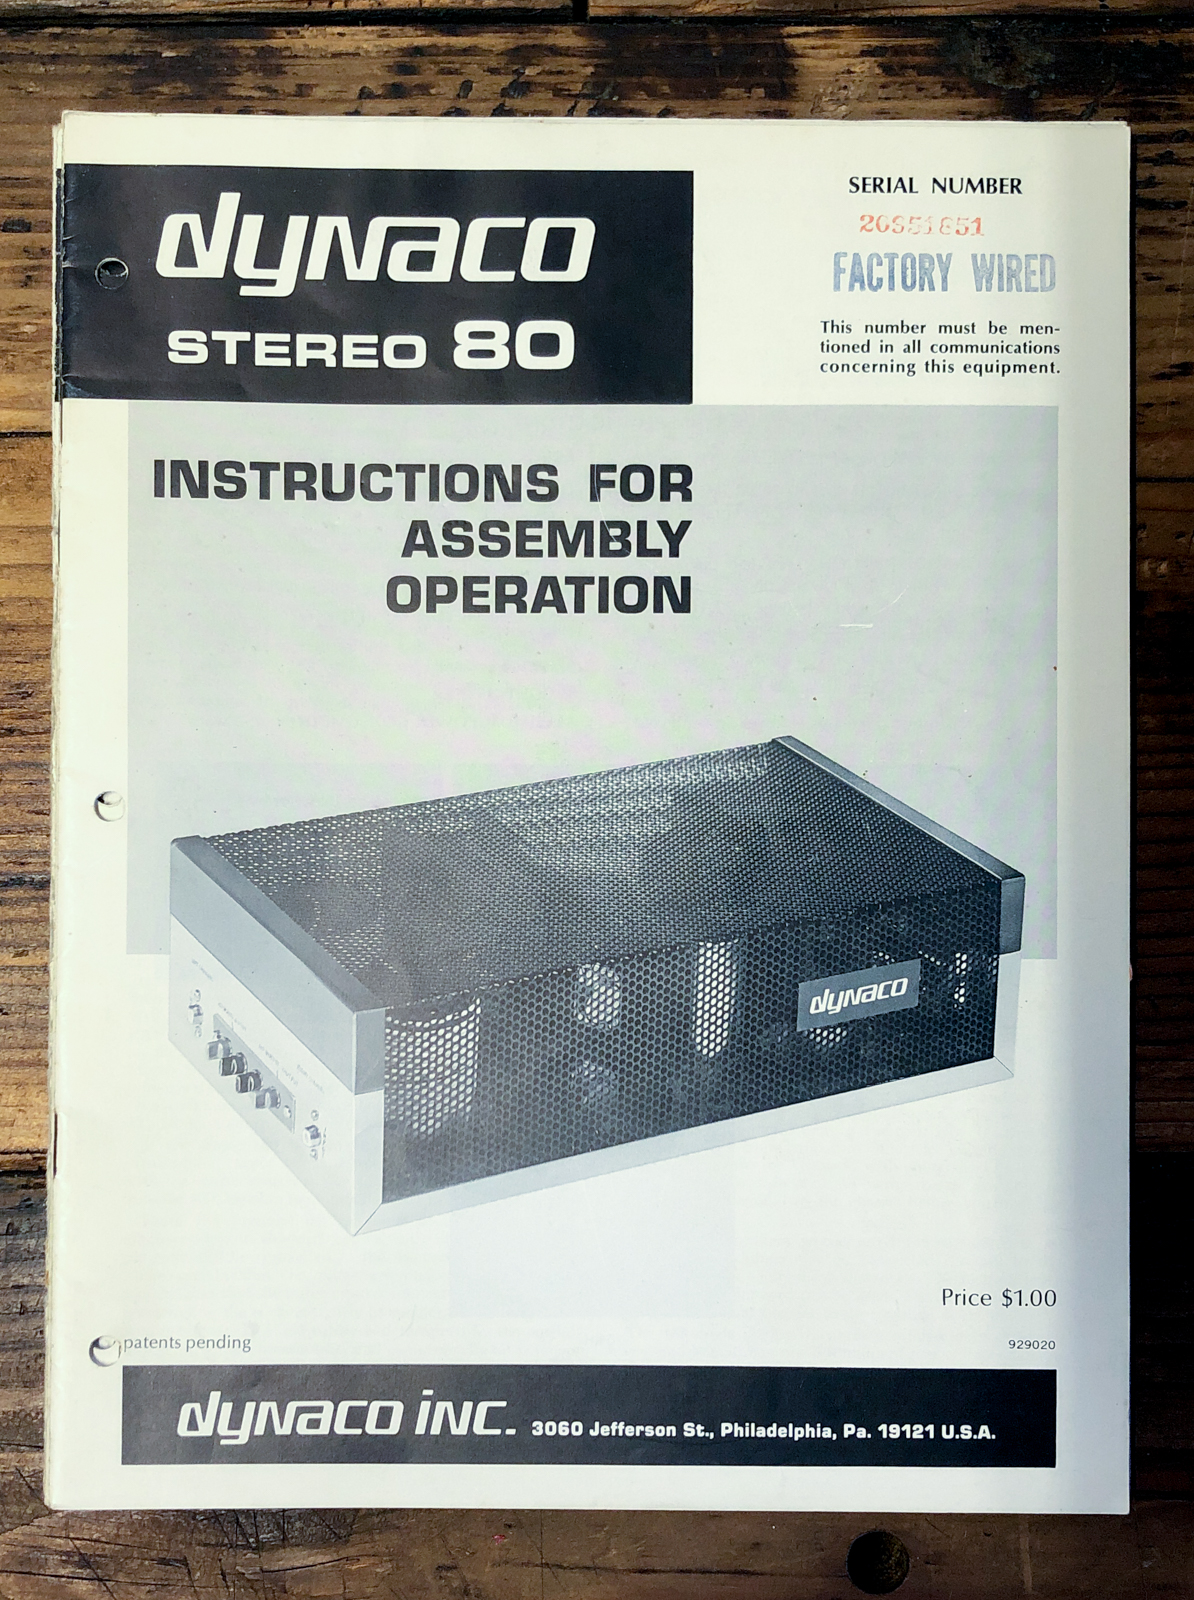 dynaco
STEREO 80
SERIAL NUMBER
FACTORY WIRED
This number must be men-
tioned in all communications
concerning this equipment.
INSTRUCTIONS FOR
ASSEMBLY
OPERATION
dynaco
Price $1.00
patents pending
929020
dynaco inc. 3060 Jefferson St., Philadelphia, Pa. 19121 U.S.A.